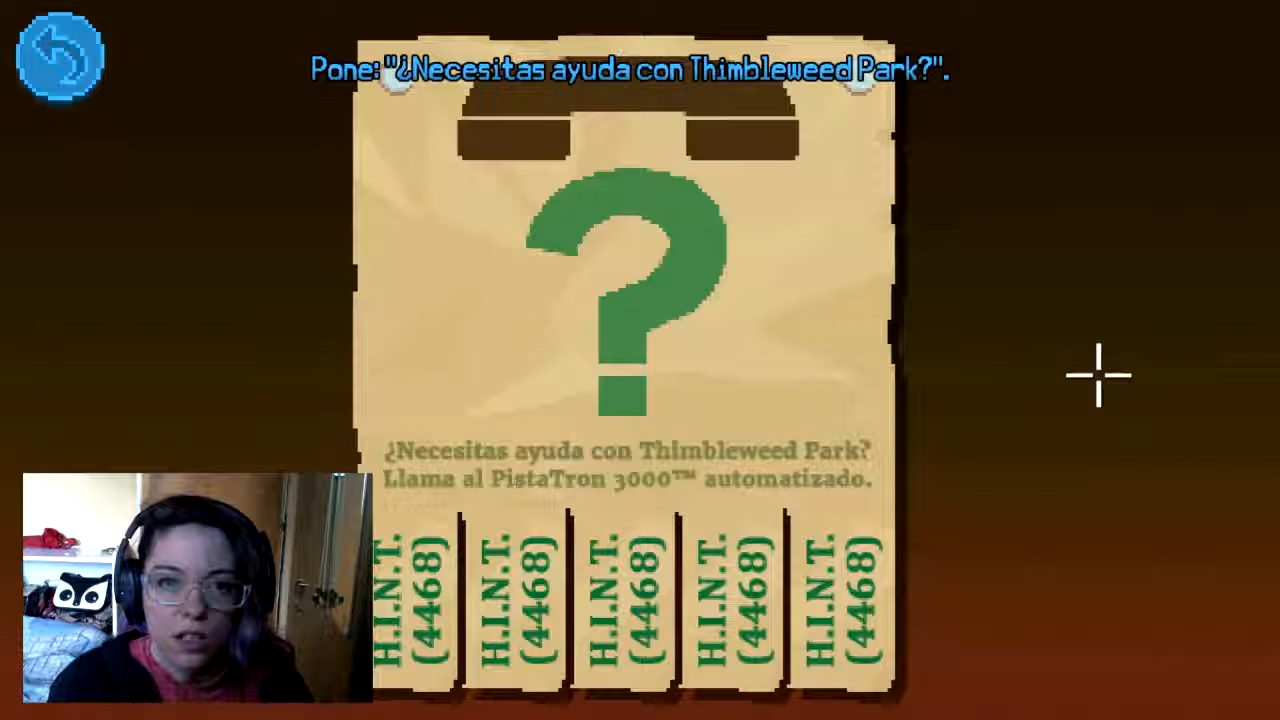 Pone: "¿Necesitas ayuda con Thimbleweed Park?".
¿Necesitas ayuda con Thimbleweed Park?
Llama al PistaTron 3000™ automatizado.
H.I.N.T.
(4468)
H.I.N.T.
(4468)
H.I.N.T.
(4468)
H.I.N.T.
(4468)
H.I.N.T.
(4468)